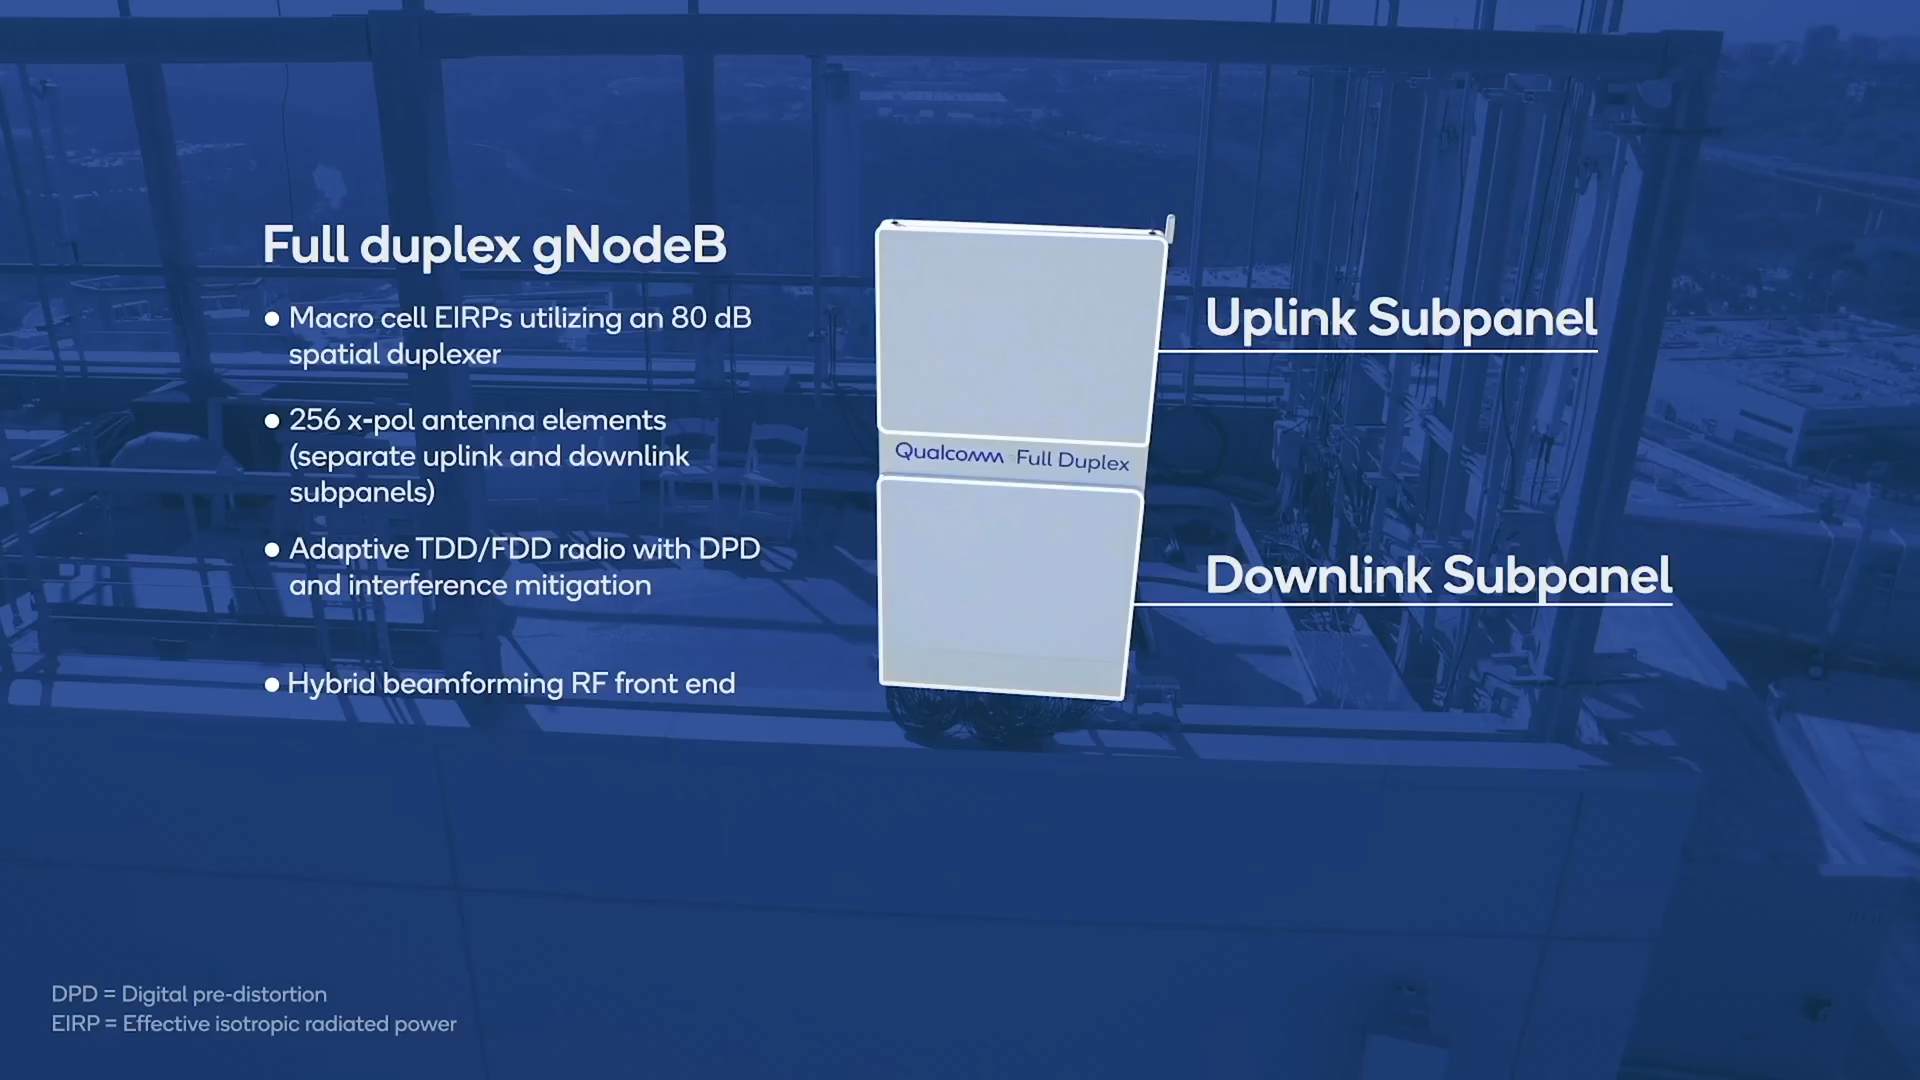 Full duplex gNodeB
● Macro cell EIRPs utilizing an 80 dB
spatial duplexer
● 256 x-pol antenna elements
(separate uplink and downlink
subpanels)
● Adaptive TDD/FDD radio with DPD
and interference mitigation
● Hybrid beamforming RF front end
Qualcomm Full Duplex
Uplink Subpanel
Downlink Subpanel
DPD = Digital pre-distortion
EIRP = Effective isotropic radiated power